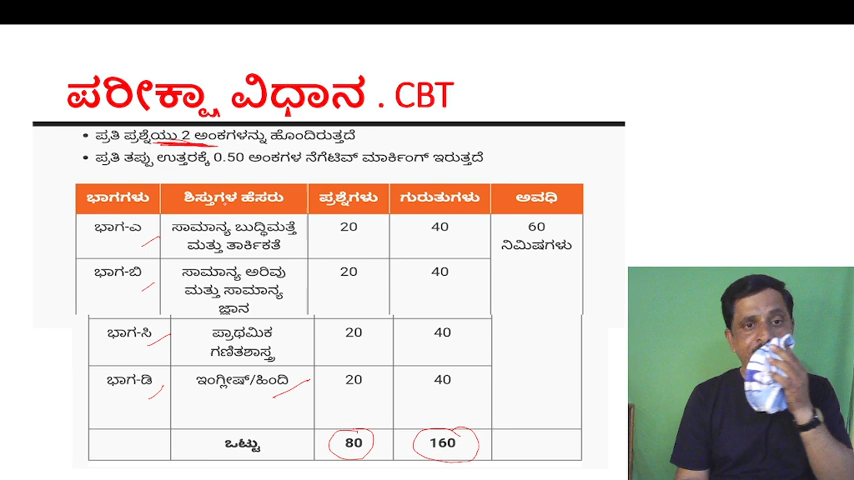 ಪರೀಕ್ಷಾ ವಿಧಾನ . CBT
• ಪ್ರತಿ ಪ್ರಶ್ನೆಯು 2 ಅಂಕಗಳನ್ನು ಹೊಂದಿರುತ್ತದೆ
• ಪ್ರತಿ ತಪ್ಪು ಉತ್ತರಕ್ಕೆ 0.50 ಅಂಕಗಳ ನೆಗೆಟಿವ್ ಮಾರ್ಕಿಂಗ್ ಇರುತ್ತದೆ
ಭಾಗಗಳು ಶಿಸ್ತುಗಳ ಹೆಸರು ಪ್ರಶ್ನೆಗಳು ಗುರುತುಗಳು ಅವಧಿ
ಭಾಗ-ಎ ಸಾಮಾನ್ಯ ಬುದ್ಧಿಮತ್ತೆ 20 40 60
ಮತ್ತು ತಾರ್ಕಿಕತೆ ನಿಮಿಷಗಳು
ಭಾಗ-ಬಿ ಸಾಮಾನ್ಯ ಅರಿವು 20 40
ಮತ್ತು ಸಾಮಾನ್ಯ
ಜ್ಞಾನ
ಭಾಗ-ಸಿ ಪ್ರಾಥಮಿಕ 20 40
ಗಣಿತಶಾಸ್ತ್ರ
ಭಾಗ-ಡಿ ಇಂಗ್ಲೀಷ್/ಹಿಂದಿ 20 40
ಒಟ್ಟು 80 160